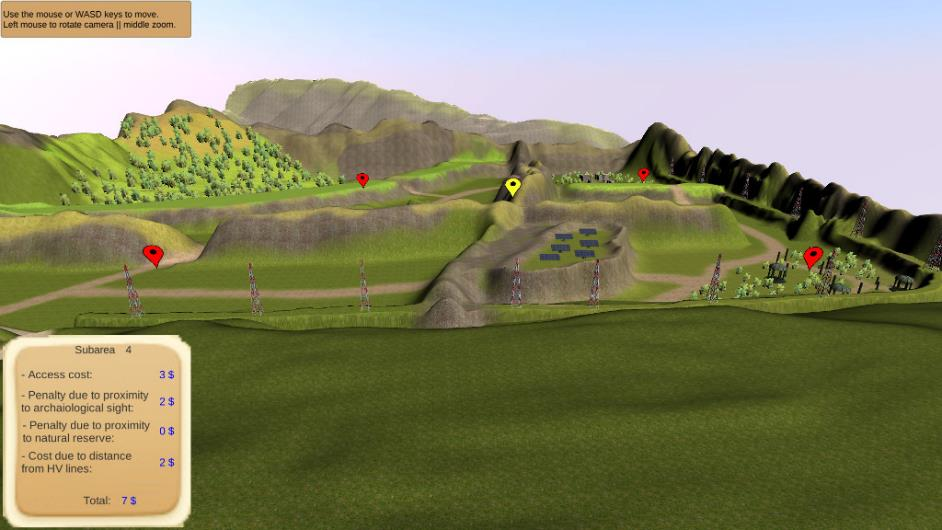 Use the mouse or WASD keys to move.
Left mouse to rotate camera || middle zoom.
Subarea 4
- Access cost: 3 $
- Penalty due to proximity
to archaiological sight: 2 $
- Penalty due to proximity
to natural reserve: 0 $
- Cost due to distance
from HV lines: 2 $
Total: 7 $